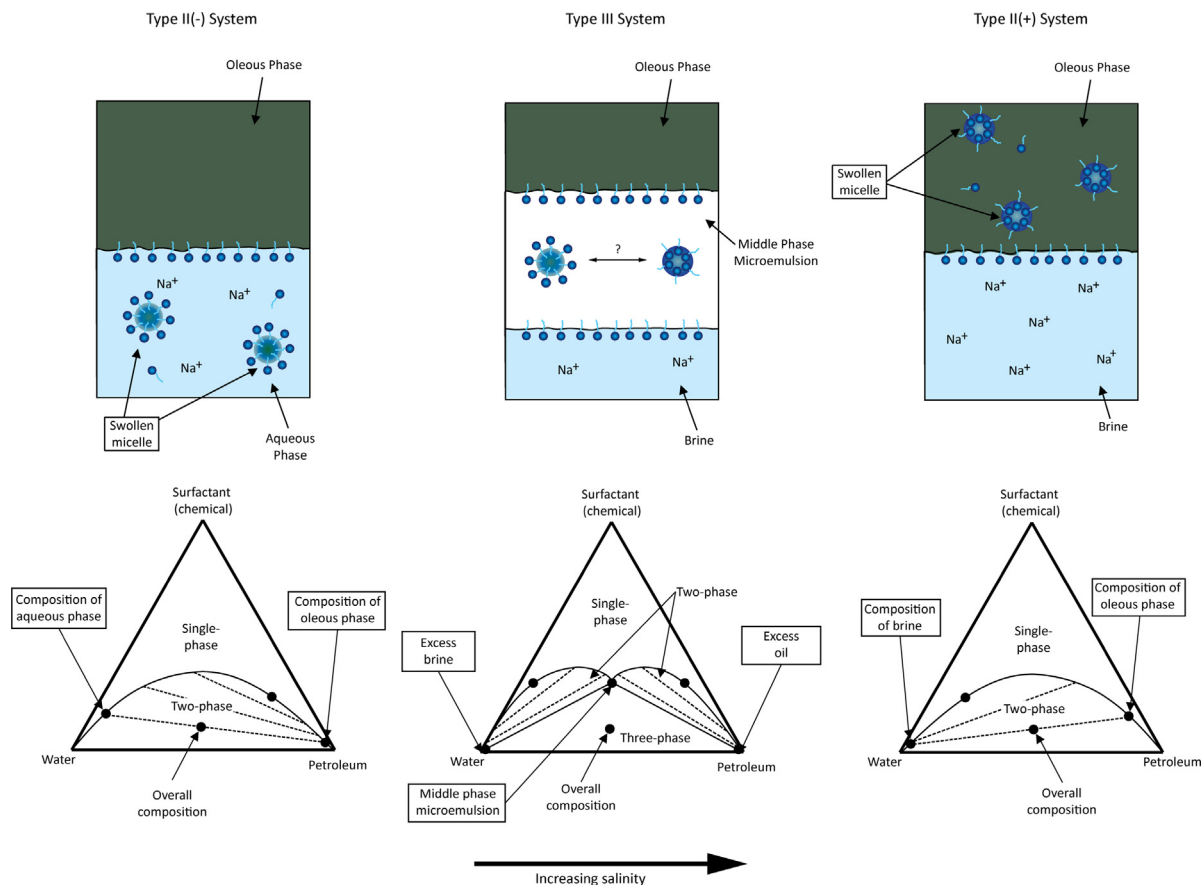 Type II(-) System
Type III System
Type II(+) System
Oleous Phase
Swollen
micelle
Aqueous
Phase
Na+
Na+
Na+
Na+
Oleous Phase
?
Middle Phase
Microemulsion
Na+
Na+
Brine
Oleous Phase
Swollen
micelle
Na+
Na+
Na+
Na+
Na+
Na+
Brine
Surfactant
(chemical)
Composition of
aqueous phase
Composition of
oleous phase
Single-
phase
Two-phase
Water
Petroleum
Overall
composition
Surfactant
(chemical)
Two-phase
Single-
phase
Excess
brine
Excess
oil
Three-phase
Water
Petroleum
Middle phase
microemulsion
Overall
composition
Surfactant
(chemical)
Composition
of brine
Composition of
oleous phase
Single-
phase
Two-phase
Water
Petroleum
Overall
composition
Increasing salinity